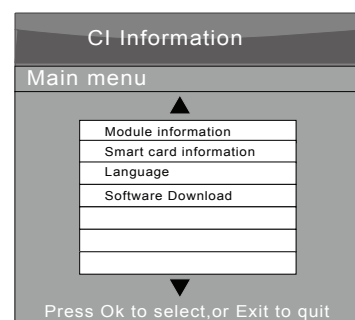 CI Information
Main menu
Module information
Smart card information
Language
Software Download
Press Ok to select,or Exit to quit